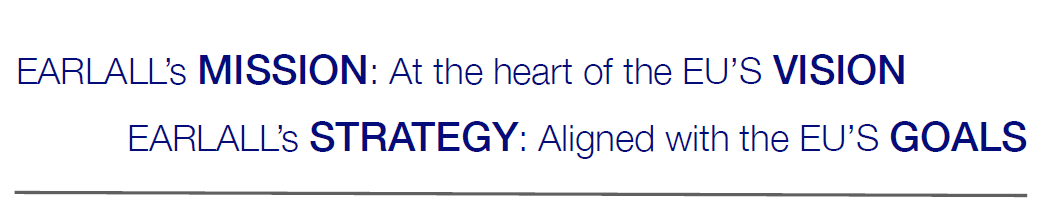 EARLALL’s MISSION: At the heart of the EU’S VISION
EARLALL’s STRATEGY: Aligned with the EU’S GOALS